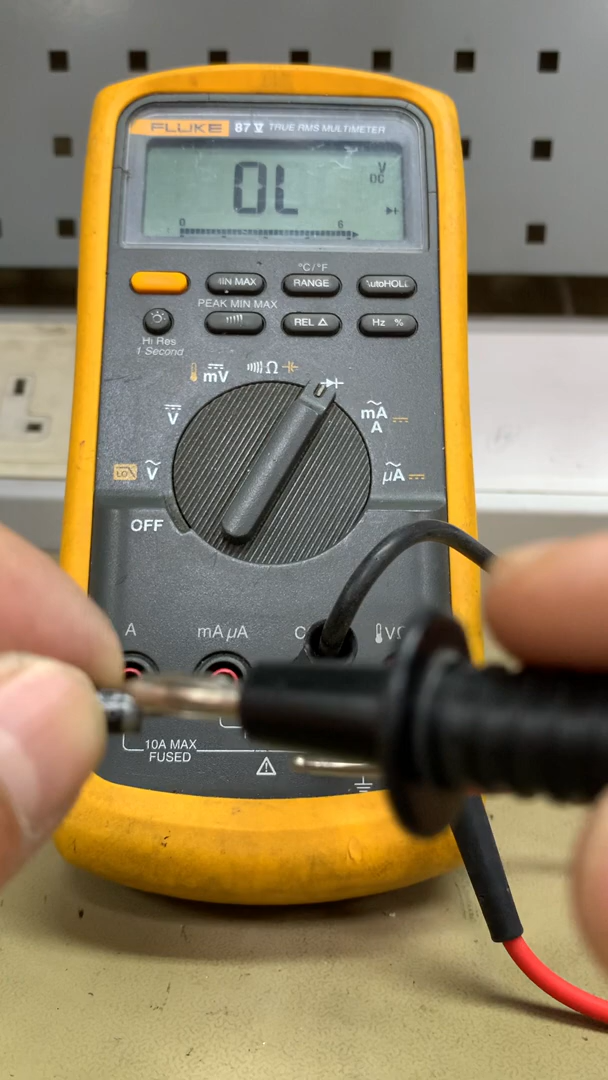 FLUKE 87 V TRUE RMS MULTIMETER
OL
V
DC
0 6
°C/°F
MIN MAX RANGE AutoHOLD
PEAK MIN MAX
REL Δ Hz %
Hi Res
1 Second
mV Ω
V mA
A
V µA
OFF
A mA µA C VΩ
10A MAX
FUSED